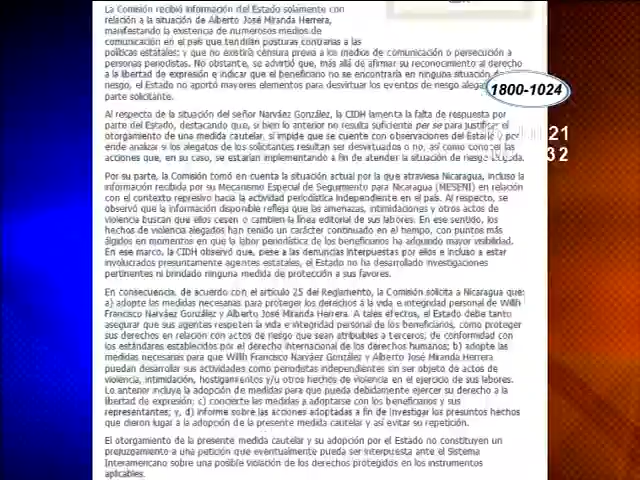 La Comisión recibió información del Estado solamente con
relación a la situación de Alberto José Miranda Herrera,
manifestando la existencia de numerosos medios de
comunicación en el país que tendrían posturas contrarias a las
políticas estatales; y que no existiría censura previa a los medios de comunicación o persecución a
personas periodistas. No obstante, se advirtió que, más allá de afirmar su reconocimiento al derecho
a la libertad de expresión e indicar que el beneficiario no se encontraría en ninguna situación de
riesgo, el Estado no aportó mayores elementos para desvirtuar los eventos de riesgo
parte solicitante.
1800-1024
Al respecto de la situación del señor Narváez González, la CIDH lamenta la falta de respuesta por
parte del Estado, destacando que, si bien lo anterior no resulta suficiente per se para justificar el
otorgamiento de una medida cautelar, sí impide que se cuente con observaciones del Estado y por
ende analizar si los alegatos de los solicitantes resultan ser desvirtuados o no, así como conocer las
acciones que, en su caso, se estarían implementando a fin de atender la situación de riesgo
21
32
Por su parte, la Comisión tomó en cuenta la situación actual por la que atraviesa Nicaragua, incluso la
información recibida por su Mecanismo Especial de Seguimiento para Nicaragua (MESENI) en relación
con el contexto represivo hacia la actividad periodística independiente en el país. Al respecto, se
observó que la información disponible refleja que las amenazas, intimidaciones y otros actos de
violencia buscan que ellos cesen o cambien la línea editorial de sus labores. En ese sentido, los
hechos de violencia alegados han tenido un carácter continuado en el tiempo, con puntos más
álgidos en momentos en que la labor periodística de los beneficiarios ha adquirido mayor visibilidad.
En ese marco, la CIDH observó que, pese a las denuncias interpuestas por ellos e incluso a estar
involucrados presuntamente agentes estatales, el Estado no ha desarrollado investigaciones
pertinentes ni brindado ninguna medida de protección a sus favores.
En consecuencia, de acuerdo con el artículo 25 del Reglamento, la Comisión solicita a Nicaragua que:
a) adopte las medidas necesarias para proteger los derechos a la vida e integridad personal de Willih
Francisco Narváez González y Alberto José Miranda Herrera. A tales efectos, el Estado debe tanto
asegurar que sus agentes respeten la vida e integridad personal de los beneficiarios, como proteger
sus derechos en relación con actos de riesgo que sean atribuibles a terceros, de conformidad con
los estándares establecidos por el derecho internacional de los derechos humanos; b) adopte las
medidas necesarias para que Willih Francisco Narváez González y Alberto José Miranda Herrera
puedan desarrollar sus actividades como periodistas independientes sin ser objeto de actos de
violencia, intimidación, hostigamientos y/u otros hechos de violencia en el ejercicio de sus labores.
Lo anterior incluye la adopción de medidas para que pueda debidamente ejercer su derecho a la
libertad de expresión; c) concierte las medidas a adoptarse con los beneficiarios y sus
representantes; y, d) informe sobre las acciones adoptadas a fin de investigar los presuntos hechos
que dieron lugar a la adopción de la presente medida cautelar y así evitar su repetición.
El otorgamiento de la presente medida cautelar y su adopción por el Estado no constituyen un
prejuzgamiento a una petición que eventualmente pueda ser interpuesta ante el Sistema
Interamericano sobre una posible violación de los derechos protegidos en los instrumentos
aplicables.